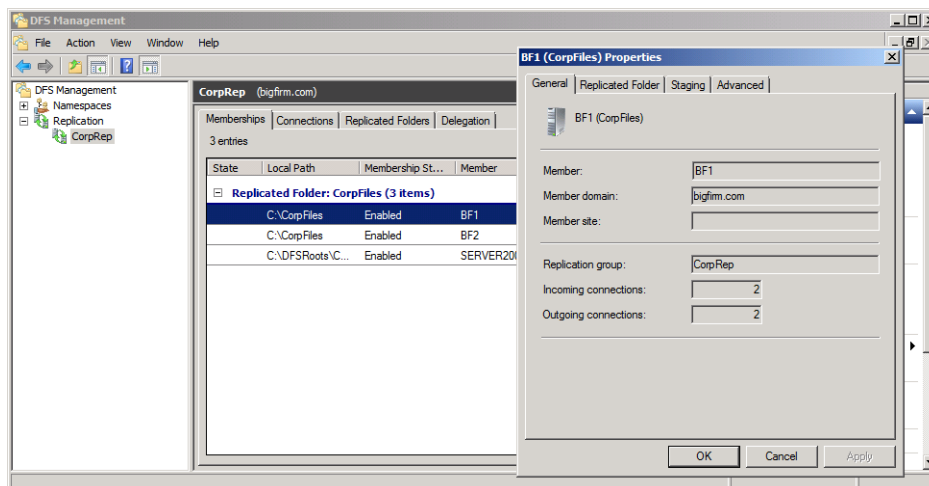 DFS Management
File Action View Window Help
DFS Management
Namespaces
Replication
CorpRep
CorpRep (bigfirm.com)
Memberships Connections Replicated Folders Delegation
3 entries
State Local Path Membership St... Member
Replicated Folder: CorpFiles (3 items)
C:\CorpFiles Enabled BF1
C:\CorpFiles Enabled BF2
C:\DFSRoots\C... Enabled SERVER200
BF1 (CorpFiles) Properties
General Replicated Folder Staging Advanced
BF1 (CorpFiles)
Member: BF1
Member domain: bigfirm.com
Member site:
Replication group: CorpRep
Incoming connections: 2
Outgoing connections: 2
OK Cancel Apply